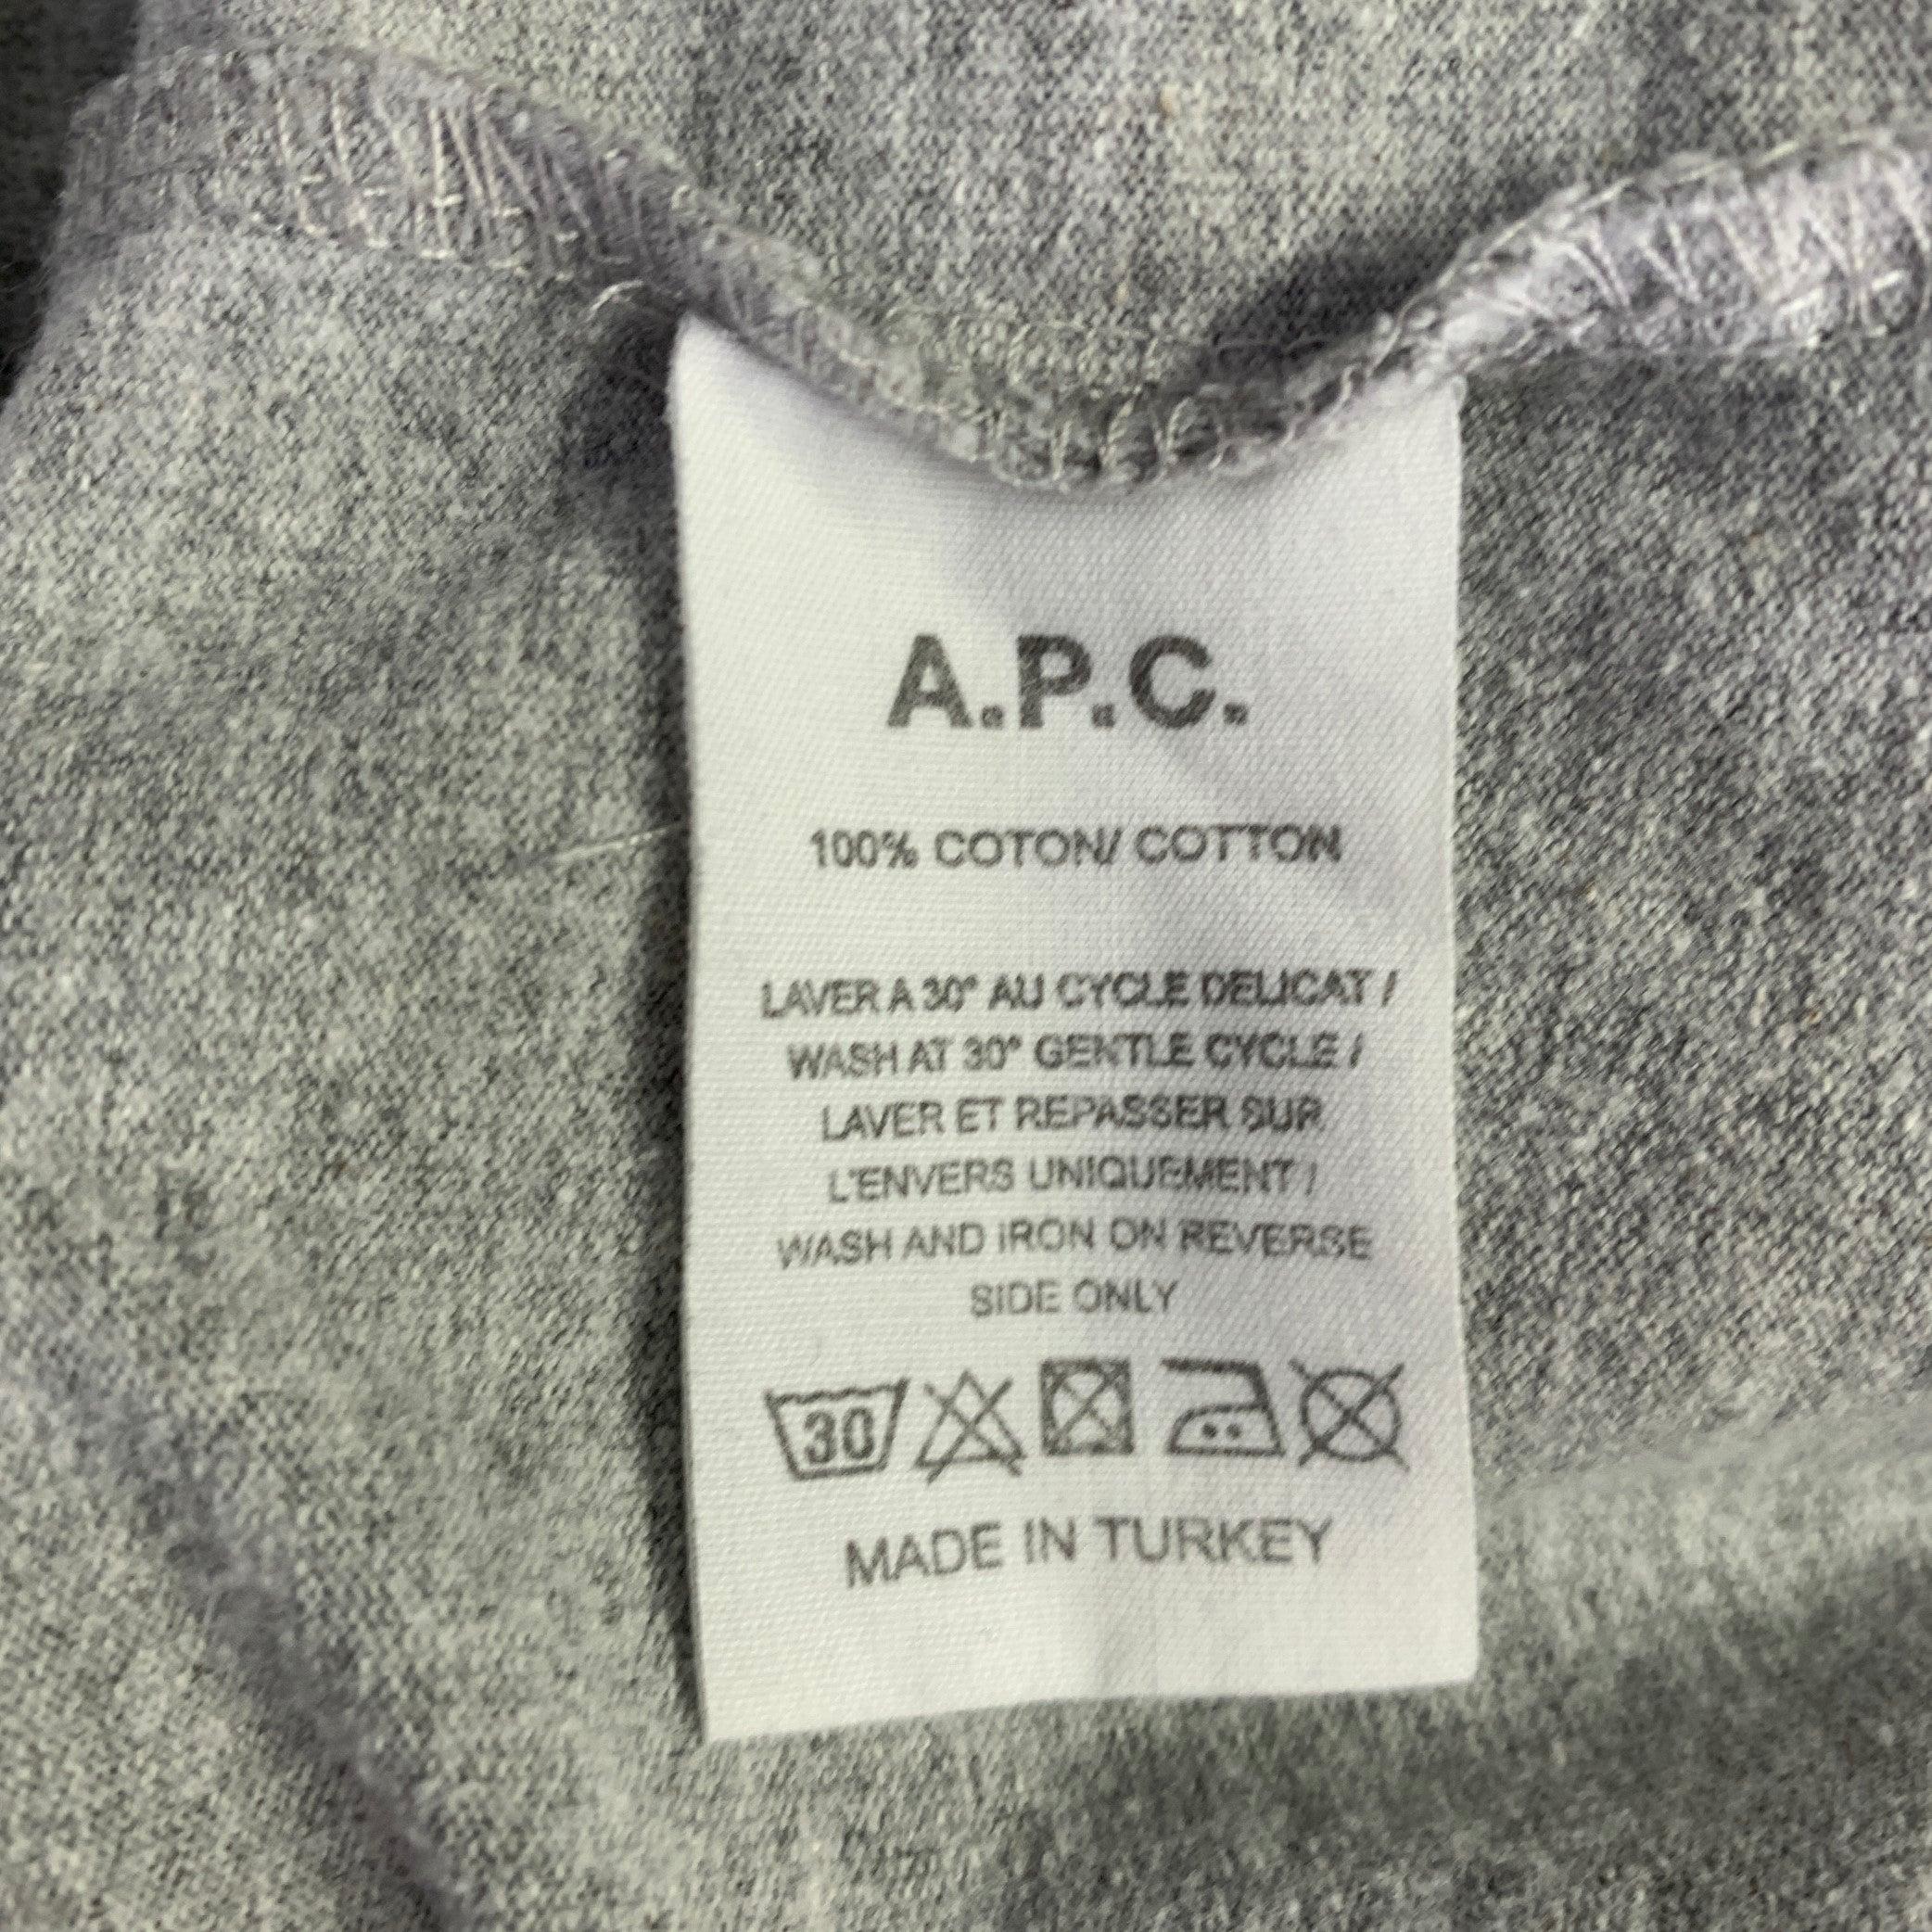 A.P.C.
100% COTON/ COTTON
LAVER A 30° AU CYCLE DELICAT /
WASH AT 30° GENTLE CYCLE /
LAVER ET REPASSER SUR
L'ENVERS UNIQUEMENT /
WASH AND IRON ON REVERSE
SIDE ONLY
30
MADE IN TURKEY